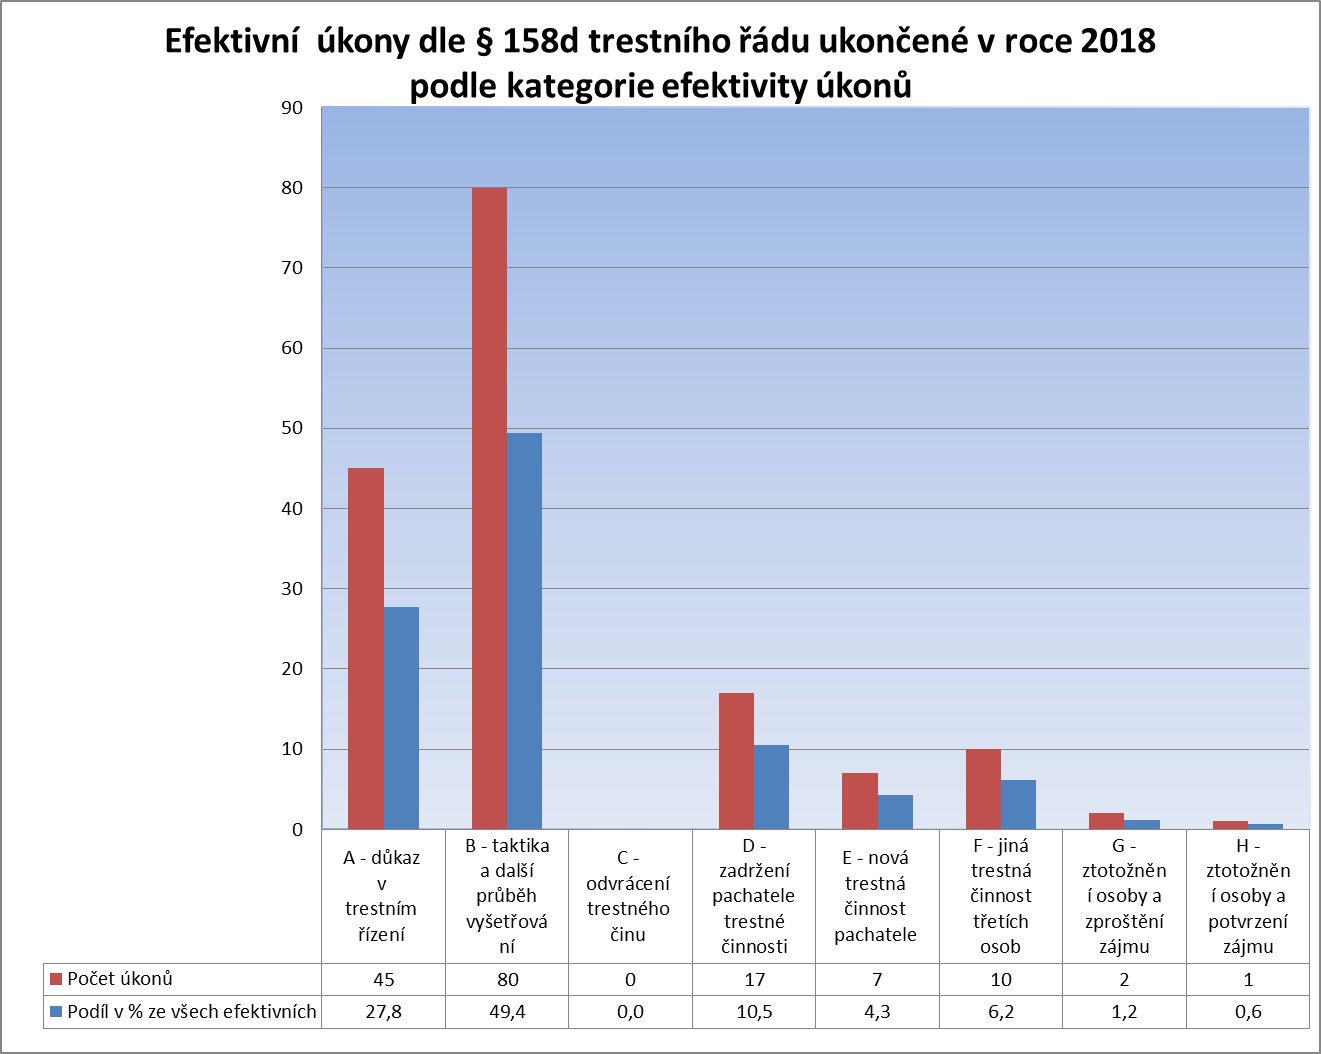 Efektivní  úkony dle § 158d trestního řádu ukončené v roce 2018
podle kategorie efektivity úkonů
90
80
70
60
50
40
30
20
10
0
A - důkaz
v
trestním
řízení
B - taktika
a další
průběh
vyšetřová
ní
C -
odvrácení
trestného
činu
D -
zadržení
pachatele
trestné
činnosti
E - nová
trestná
činnost
pachatele
F - jiná
trestná
činnost
třetích
osob
G -
ztotožněn
í osoby a
zproštění
zájmu
H -
ztotožněn
í osoby a
potvrzení
zájmu
Počet úkonů 45 80 0 17 7 10 2 1
Podíl v % ze všech efektivních 27,8 49,4 0,0 10,5 4,3 6,2 1,2 0,6